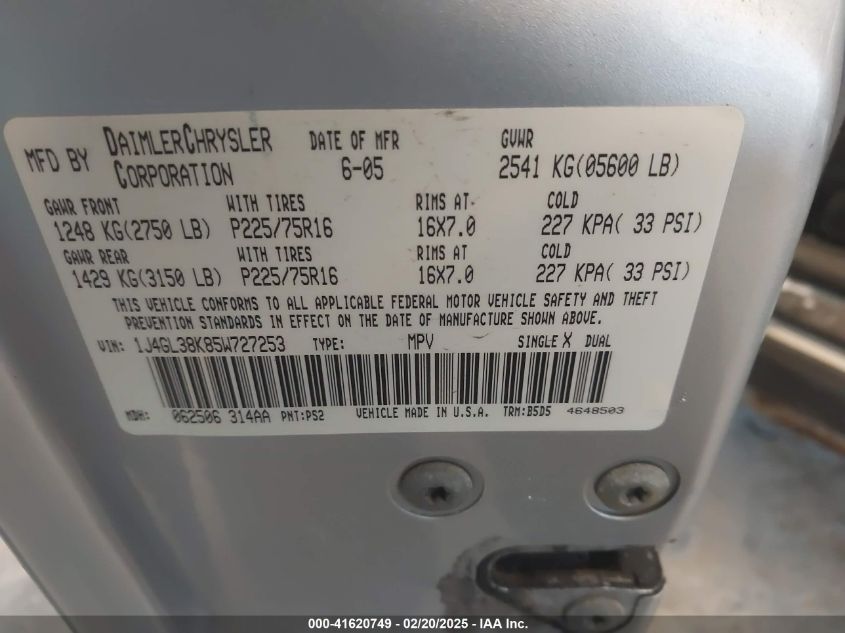 MFD BY DAIMLERCHRYSLER CORPORATION DATE OF MFR 6-05 GVWR 2541 KG(05600 LB)
GAWR FRONT WITH TIRES RIMS AT COLD
1248 KG(2750 LB) P225/75R16 16X7.0 227 KPA( 33 PSI)
GAWR REAR WITH TIRES RIMS AT COLD
1429 KG(3150 LB) P225/75R16 16X7.0 227 KPA( 33 PSI)
THIS VEHICLE CONFORMS TO ALL APPLICABLE FEDERAL MOTOR VEHICLE SAFETY AND THEFT
PREVENTION STANDARDS IN EFFECT ON THE DATE OF MANUFACTURE SHOWN ABOVE.
VIN: 1J4GL38K85W727253 TYPE: MPV SINGLE X DUAL
MDH: 062506 314AA PNT:PS2 VEHICLE MADE IN U.S.A. TRM:B5D5 4648503
000-41620749 - 02/20/2025 - IAA Inc.